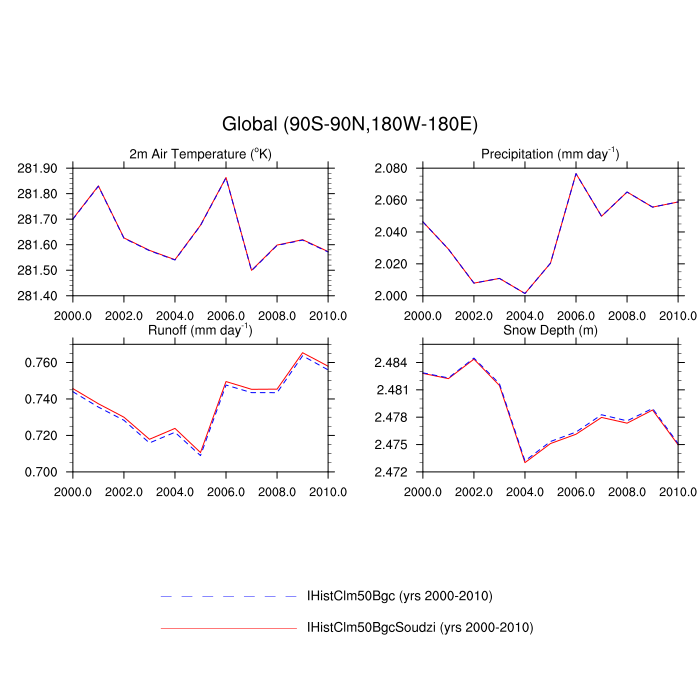 Global (90S-90N,180W-180E)
2m Air Temperature (°K)
281.90
281.80
281.70
281.60
281.50
281.40
2000.0 2002.0 2004.0 2006.0 2008.0 2010.0
Precipitation (mm day⁻¹)
2.080
2.060
2.040
2.020
2.000
2000.0 2002.0 2004.0 2006.0 2008.0 2010.0
Runoff (mm day⁻¹)
0.760
0.740
0.720
0.700
2000.0 2002.0 2004.0 2006.0 2008.0 2010.0
Snow Depth (m)
2.484
2.481
2.478
2.475
2.472
2000.0 2002.0 2004.0 2006.0 2008.0 2010.0
IHistClm50Bgc (yrs 2000-2010)
IHistClm50BgcSoudzi (yrs 2000-2010)